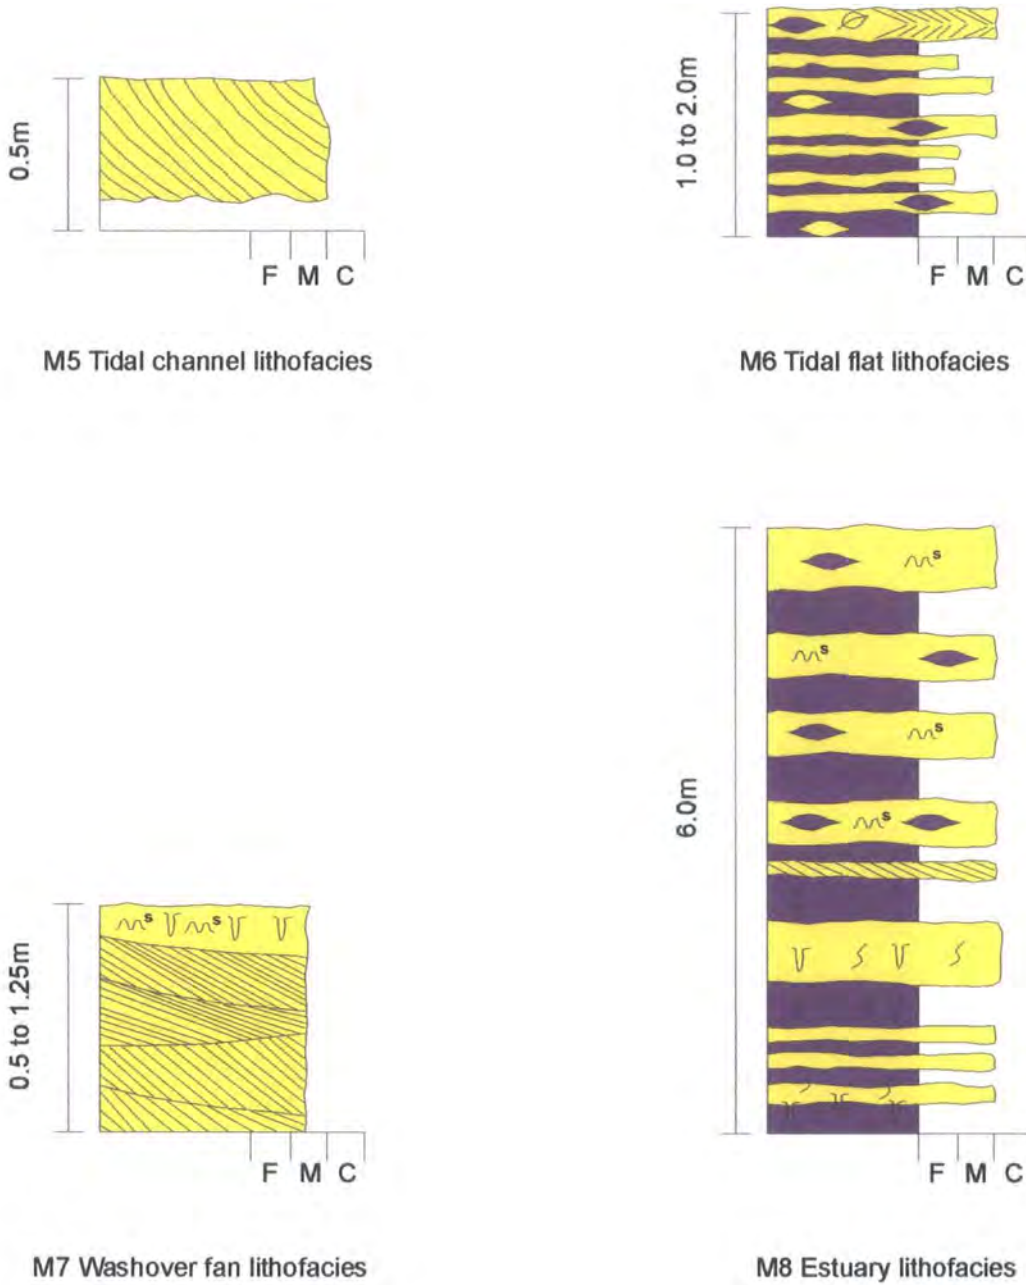 0.5m
F M C
M5 Tidal channel lithofacies
1.0 to 2.0m
F M C
M6 Tidal flat lithofacies
0.5 to 1.25m
s s
F M C
M7 Washover fan lithofacies
6.0m
s
s
s
s
F M C
M8 Estuary lithofacies